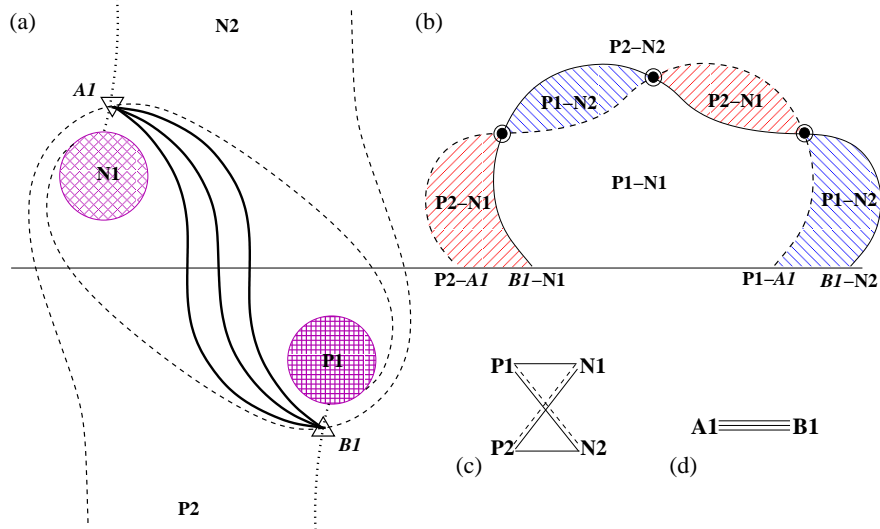 (a)
N2
A1
N1
P1
B1
P2
(b)
P2–N2
P1–N2
P2–N1
P1–N1
P2–N1
P1–N2
P2–A1 B1–N1 P1–A1 B1–N2
P1 N1
P2 N2
(c)
A1 B1
(d)